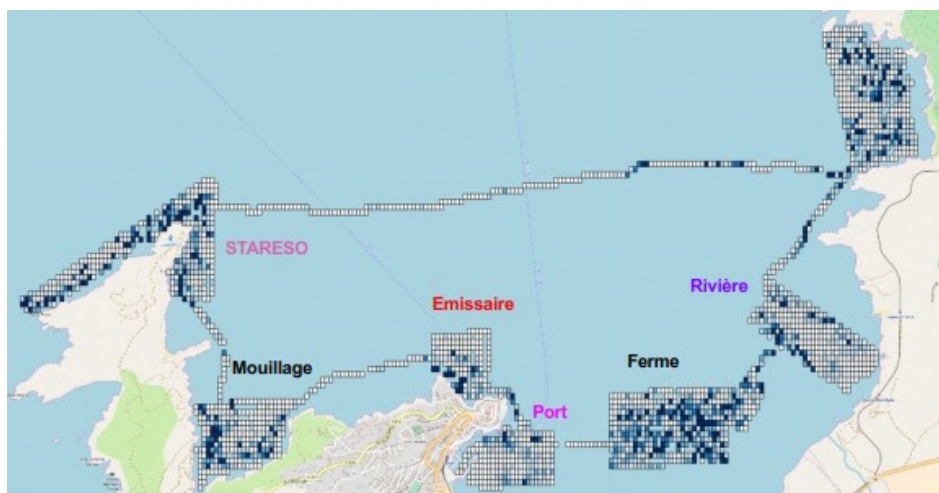 STARESO
Emissaire
Rivière
Mouillage
Ferme
Port